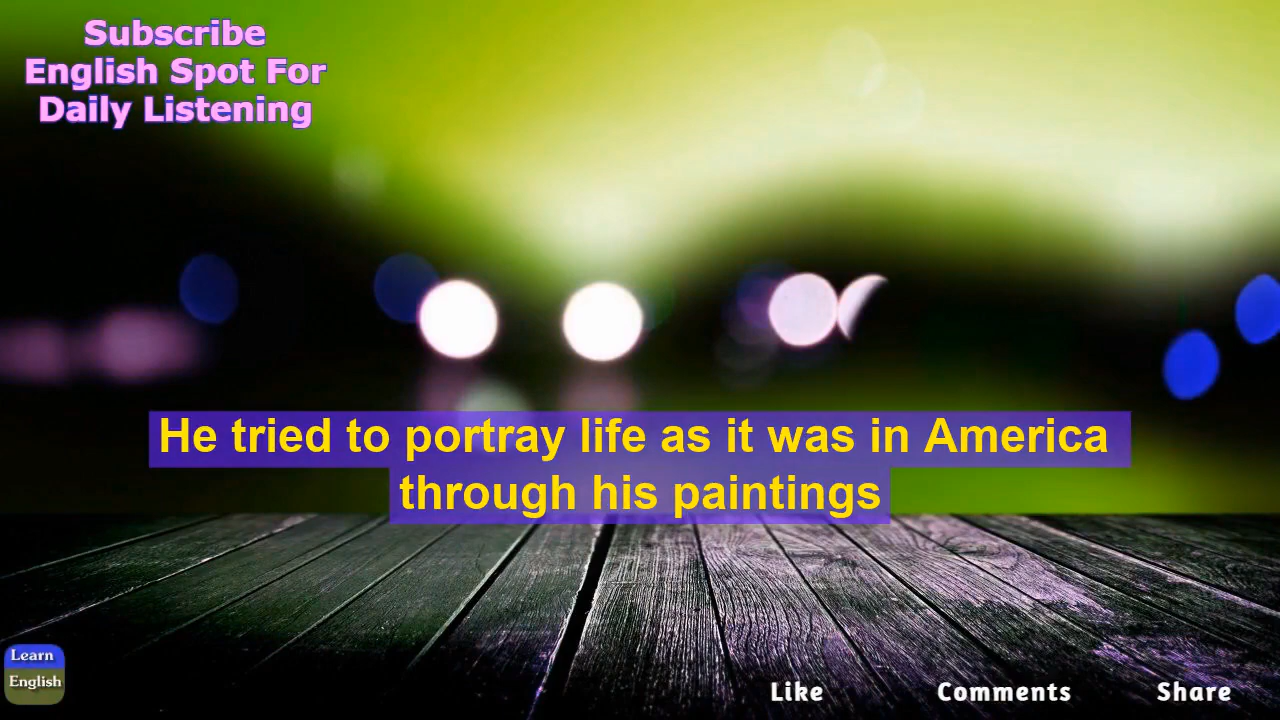 Subscribe
English Spot For
Daily Listening
He tried to portray life as it was in America
through his paintings
Learn
English
Like
Comments
Share